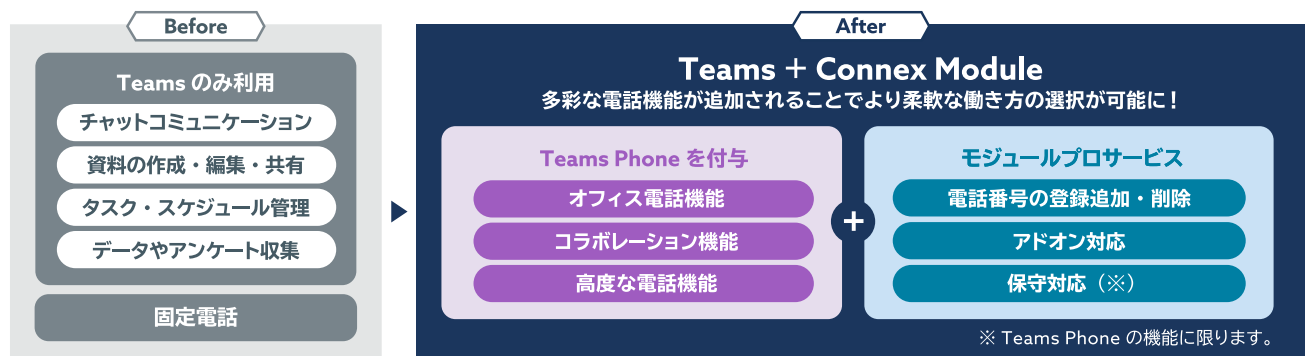 Before
Teams のみ利用
チャットコミュニケーション
資料の作成・編集・共有
タスク・スケジュール管理
データやアンケート収集
固定電話
After
Teams + Connex Module
多彩な電話機能が追加されることでより柔軟な働き方の選択が可能に！
Teams Phone を付与
オフィス電話機能
コラボレーション機能
高度な電話機能
+
モジュールプロサービス
電話番号の登録追加・削除
アドオン対応
保守対応（※）
※ Teams Phone の機能に限ります。